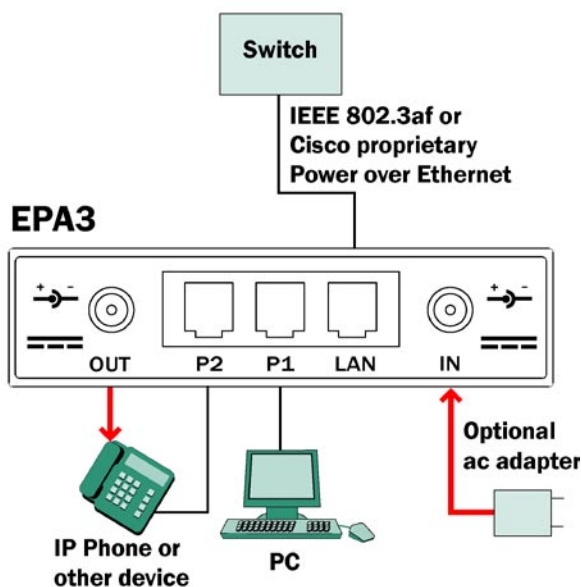 Switch
IEEE 802.3af or
Cisco proprietary
Power over Ethernet
EPA3
+ -
+ -
OUT
P2
P1
LAN
IN
Optional
ac adapter
IP Phone or
other device
PC